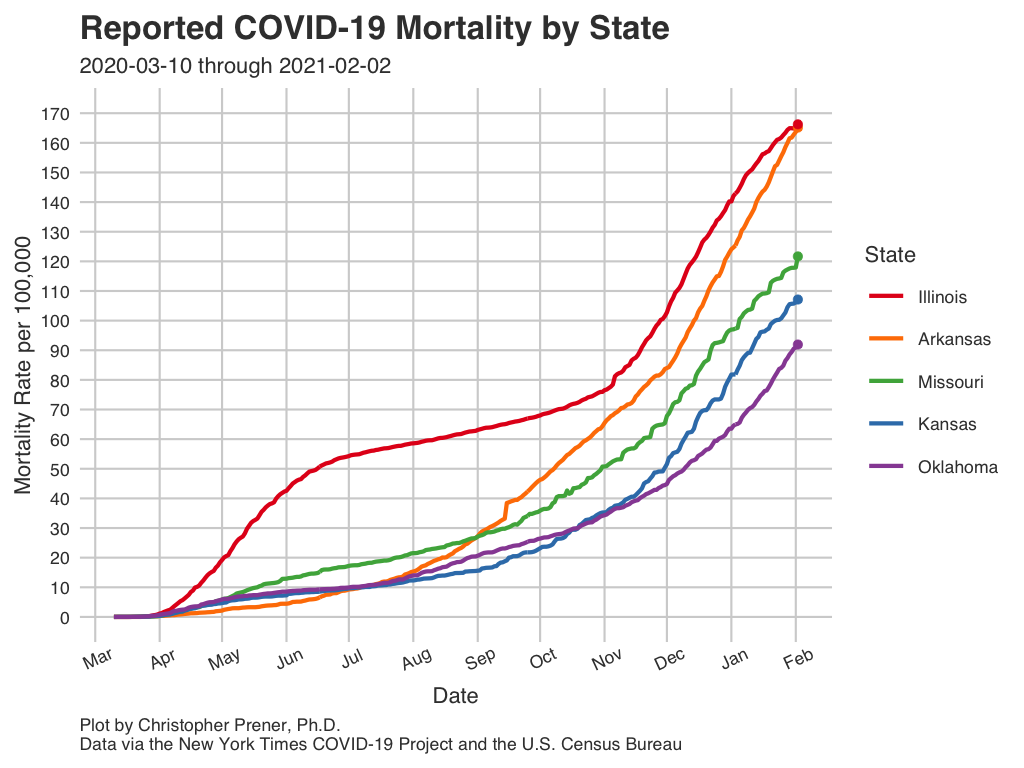 Reported COVID-19 Mortality by State
2020-03-10 through 2021-02-02
Mortality Rate per 100,000
170
160
150
140
130
120
110
100
90
80
70
60
50
40
30
20
10
0
Mar Apr May Jun Jul Aug Sep Oct Nov Dec Jan Feb
Date
State
Illinois
Arkansas
Missouri
Kansas
Oklahoma
Plot by Christopher Prener, Ph.D.
Data via the New York Times COVID-19 Project and the U.S. Census Bureau